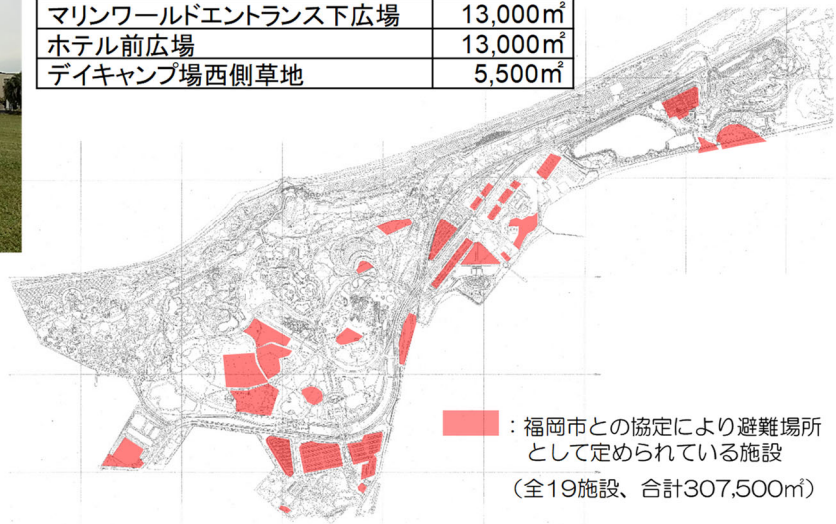 マリンワールドエントランス下広場 13,000㎡
ホテル前広場 13,000㎡
デイキャンプ場西側草地 5,500㎡
：福岡市との協定により避難場所
として定められている施設
（全19施設、合計307,500㎡）